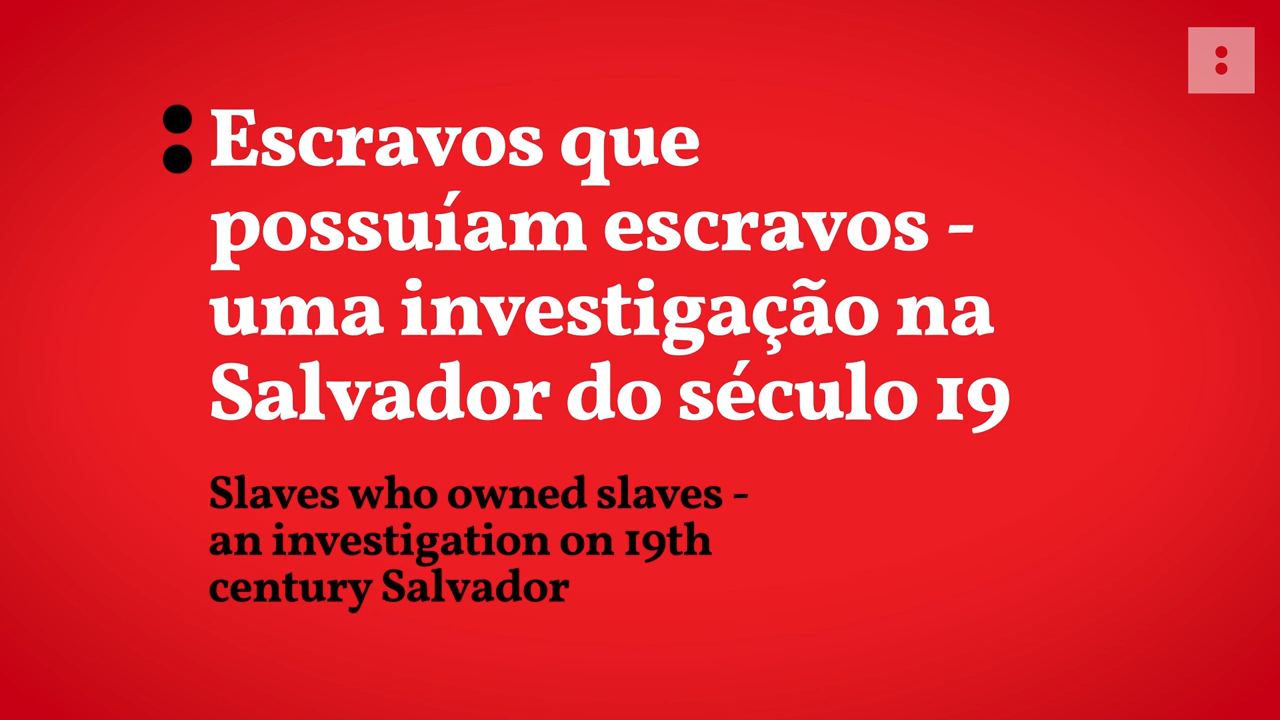 Escravos que
possuíam escravos -
uma investigação na
Salvador do século 19
Slaves who owned slaves -
an investigation on 19th
century Salvador